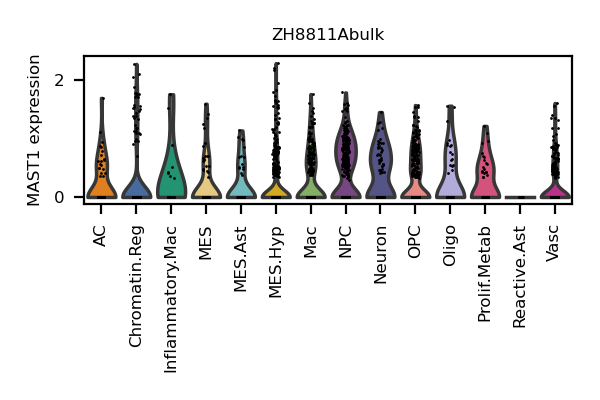 ZH8811Abulk
MAST1 expression
2
0
AC
Chromatin.Reg
Inflammatory.Mac
MES
MES.Ast
MES.Hyp
Mac
NPC
Neuron
OPC
Oligo
Prolif.Metab
Reactive.Ast
Vasc